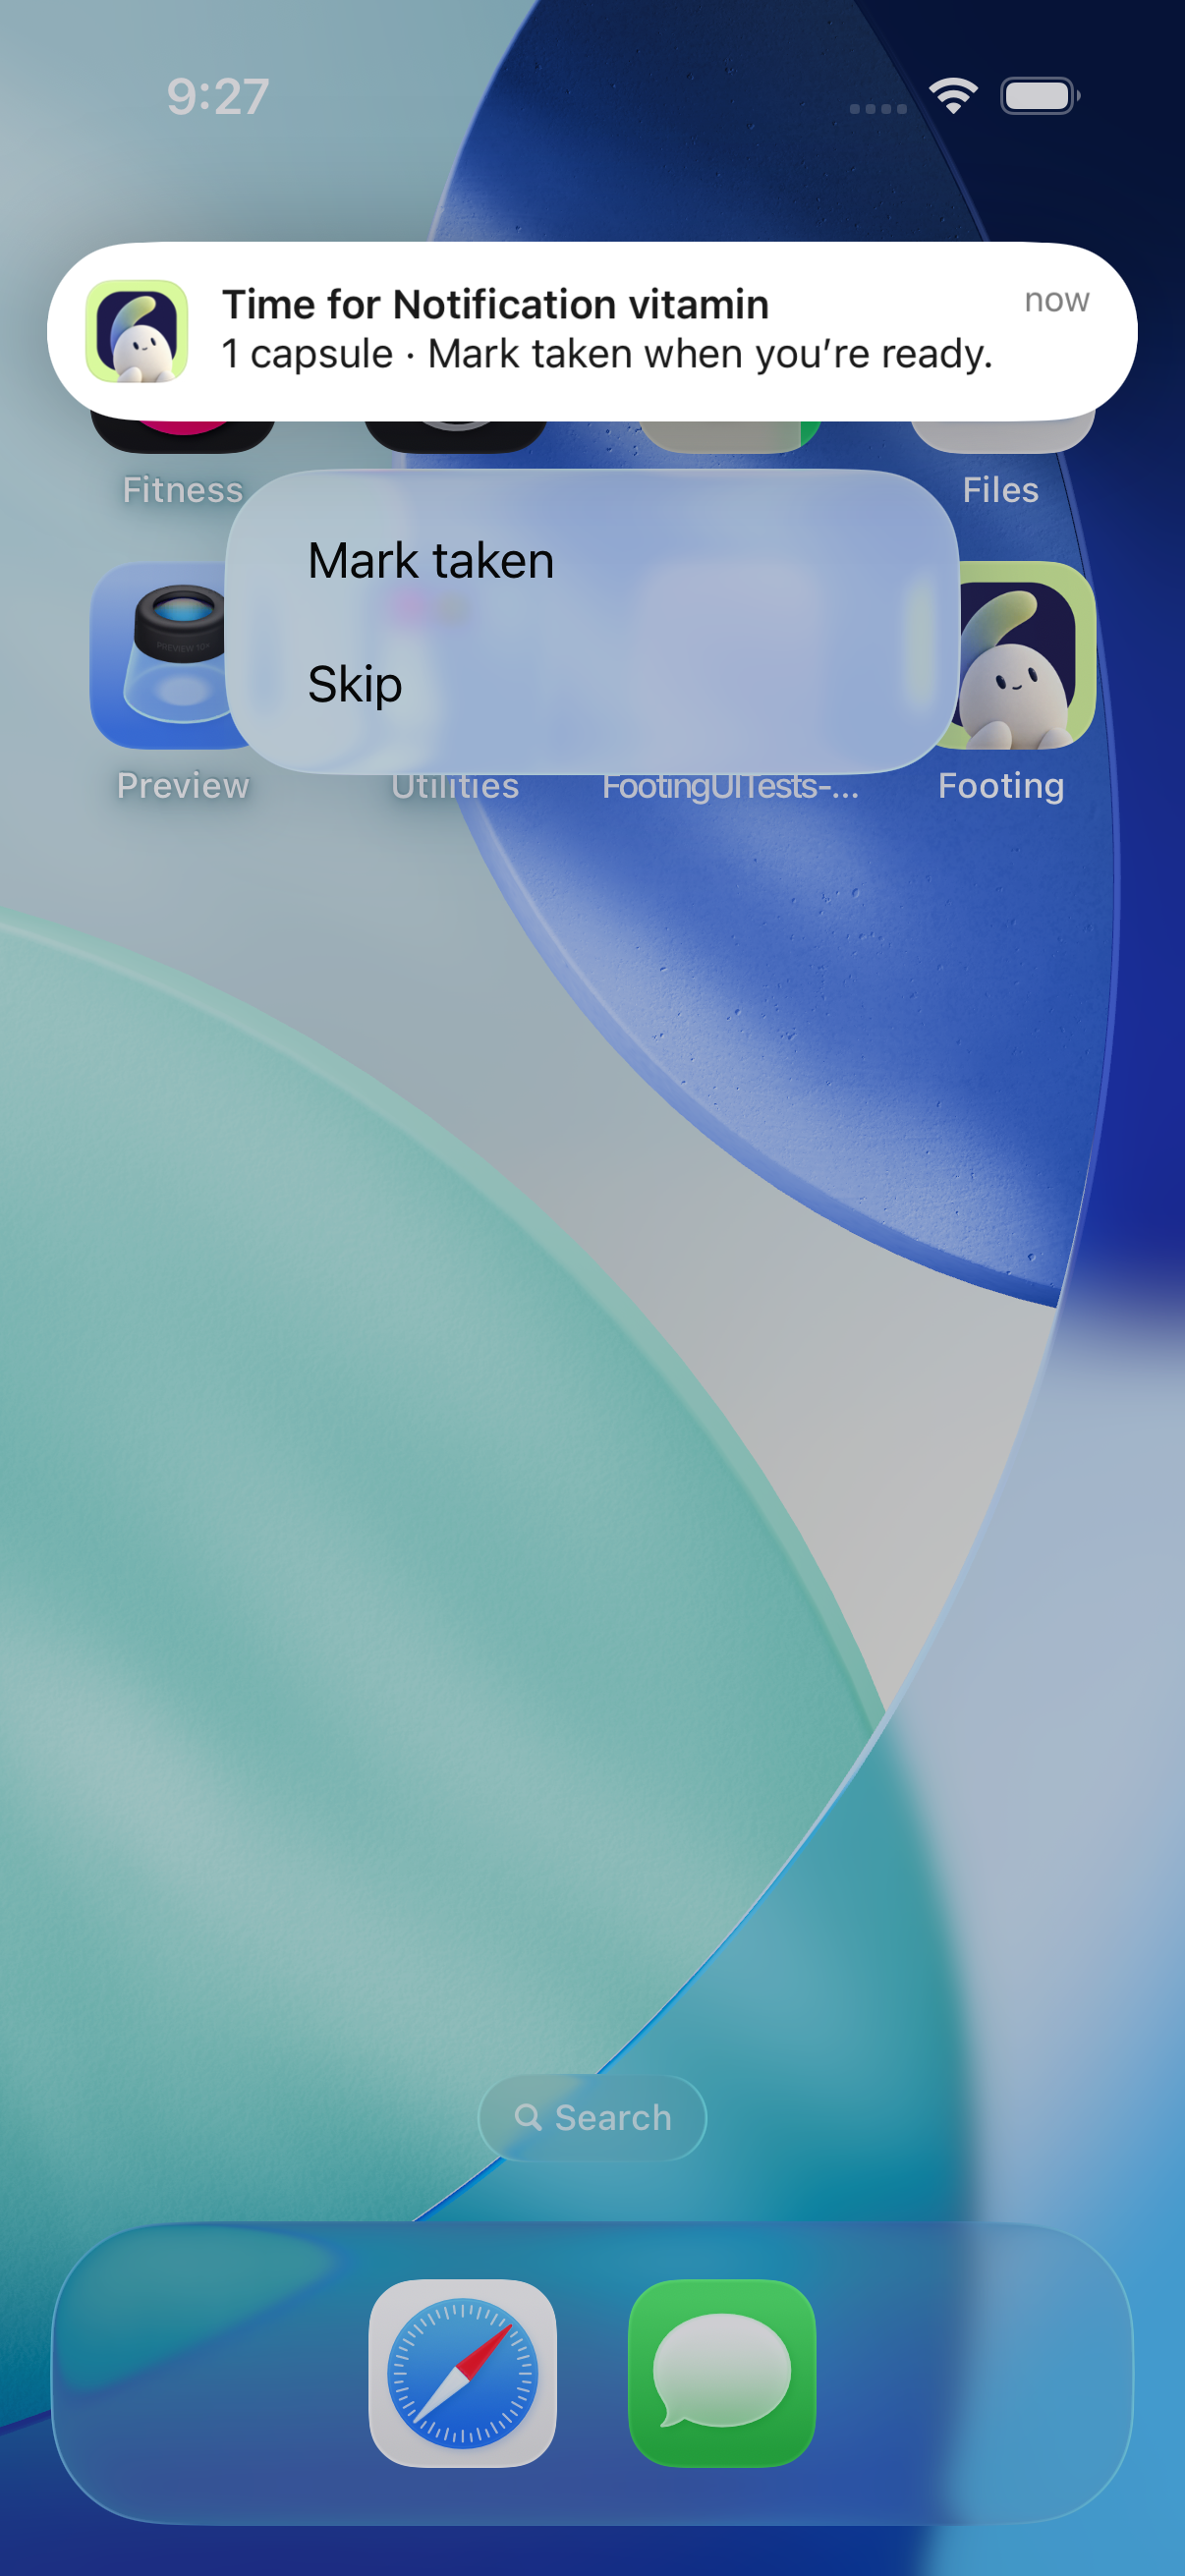 9:27
Time for Notification vitamin
now
1 capsule · Mark taken when you’re ready.
Fitness
Files
Mark taken
Skip
Preview
Utilities
FootingUITests-...
Footing
Search